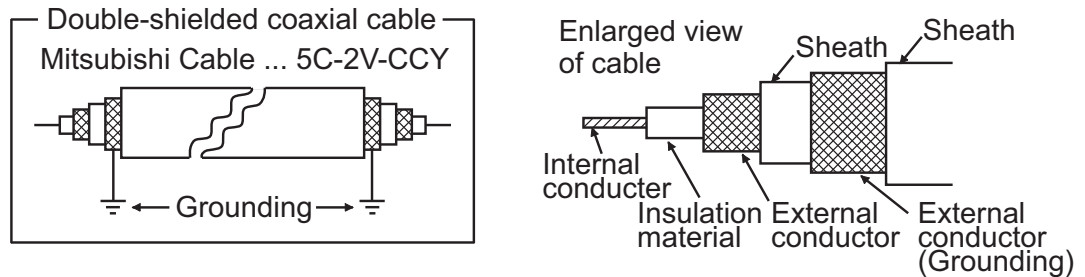 Double-shielded coaxial cable
Mitsubishi Cable ... 5C-2V-CCY
Grounding
Enlarged view
of cable
Sheath
Sheath
Internal
conducter
Insulation
material
External
conductor
External
conductor
(Grounding)